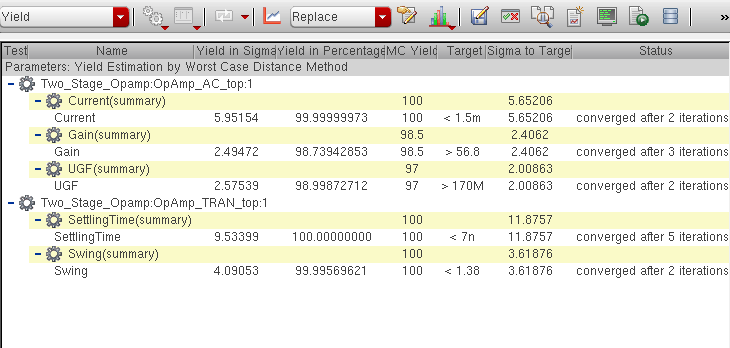 Yield Replace »
Test Name Yield in Sigma Yield in Percentage MC Yield Target Sigma to Targe Status
Parameters: Yield Estimation by Worst Case Distance Method
Two_Stage_Opamp:OpAmp_AC_top:1
Current(summary) 100 5.65206
Current 5.95154 99.99999973 100 < 1.5m 5.65206 converged after 2 iterations
Gain(summary) 98.5 2.4062
Gain 2.49472 98.73942853 98.5 > 56.8 2.4062 converged after 3 iterations
UGF(summary) 97 2.00863
UGF 2.57539 98.99872712 97 > 170M 2.00863 converged after 2 iterations
Two_Stage_Opamp:OpAmp_TRAN_top:1
SettlingTime(summary) 100 11.8757
SettlingTime 9.53399 100.00000000 100 < 7n 11.8757 converged after 5 iterations
Swing(summary) 100 3.61876
Swing 4.09053 99.99569621 100 < 1.38 3.61876 converged after 2 iterations